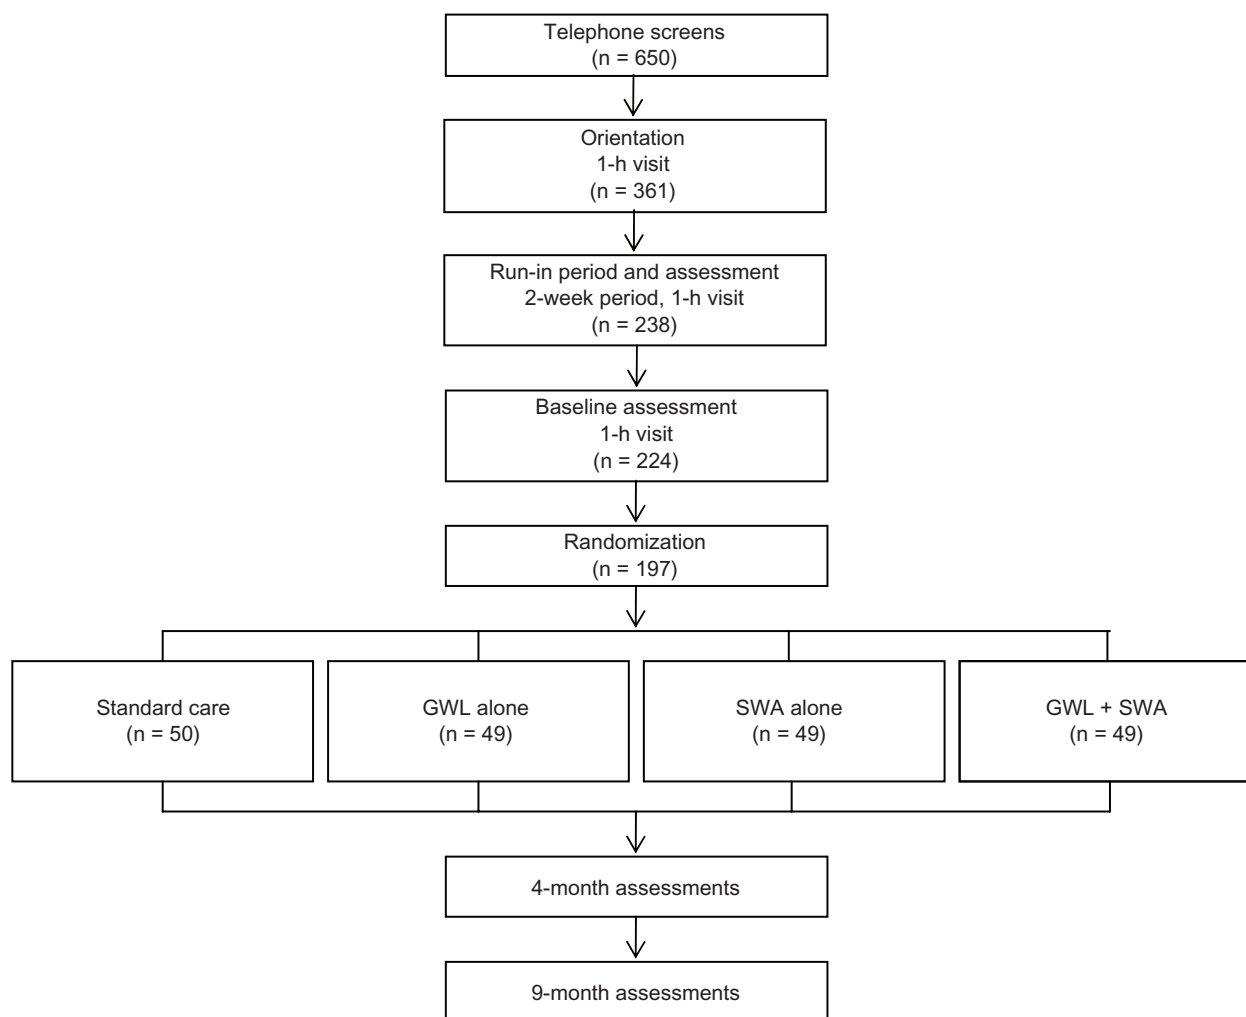 Telephone screens
(n = 650)
Orientation
1-h visit
(n = 361)
Run-in period and assessment
2-week period, 1-h visit
(n = 238)
Baseline assessment
1-h visit
(n = 224)
Randomization
(n = 197)
Standard care
(n = 50)
GWL alone
(n = 49)
SWA alone
(n = 49)
GWL + SWA
(n = 49)
4-month assessments
9-month assessments